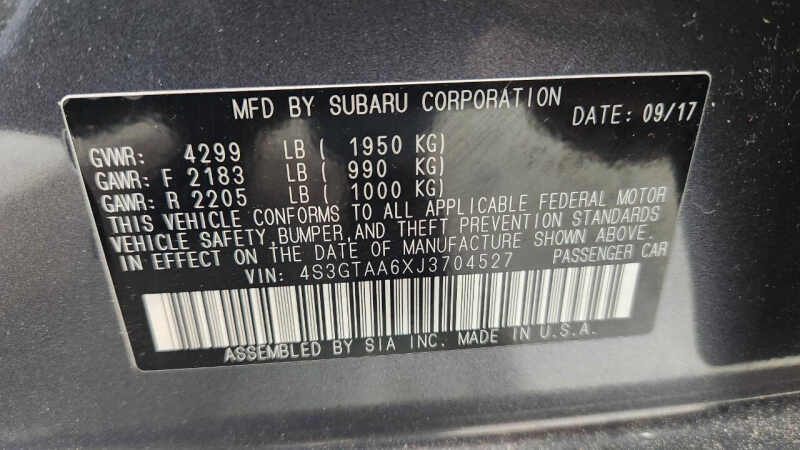 MFD BY SUBARU CORPORATION DATE: 09/17
GVWR: 4299 LB ( 1950 KG)
GAWR: F 2183 LB ( 990 KG)
GAWR: R 2205 LB ( 1000 KG)
THIS VEHICLE CONFORMS TO ALL APPLICABLE FEDERAL MOTOR
VEHICLE SAFETY, BUMPER, AND THEFT PREVENTION STANDARDS
IN EFFECT ON THE DATE OF MANUFACTURE SHOWN ABOVE.
VIN: 4S3GTAA6XJ3704527 PASSENGER CAR
ASSEMBLED BY SIA INC. MADE IN U.S.A.